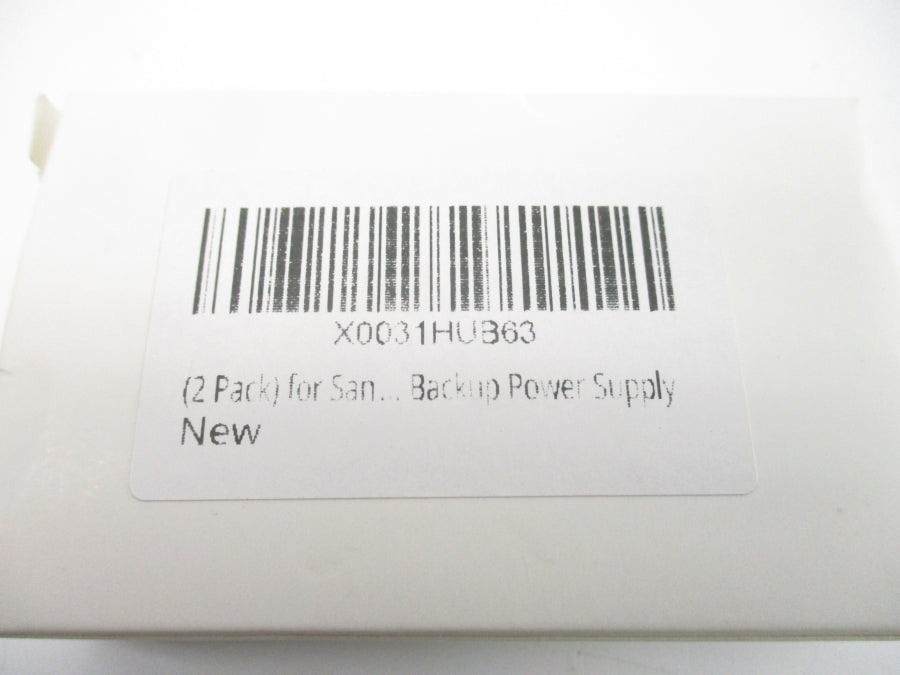 X0031HUB63
(2 Pack) for San... Backup Power Supply
New